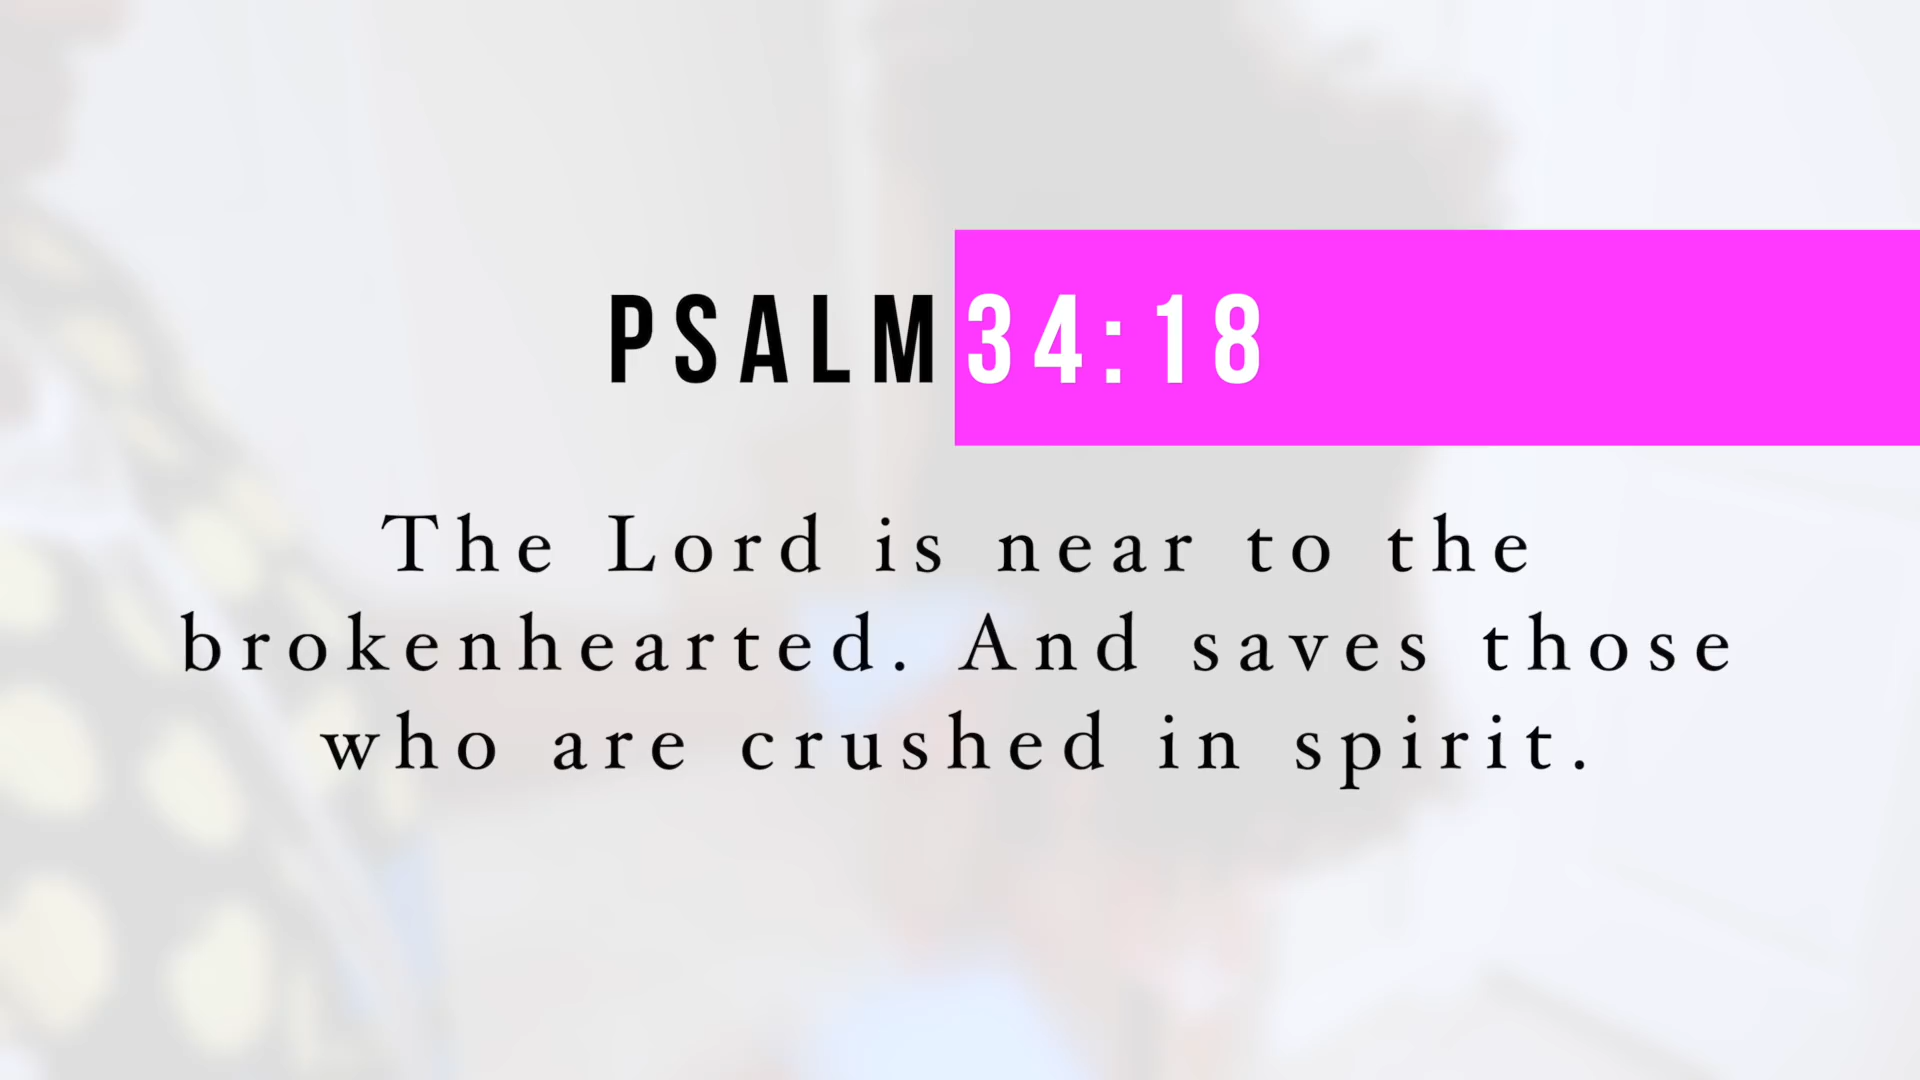 PSALM 34:18
The Lord is near to the
brokenhearted. And saves those
who are crushed in spirit.